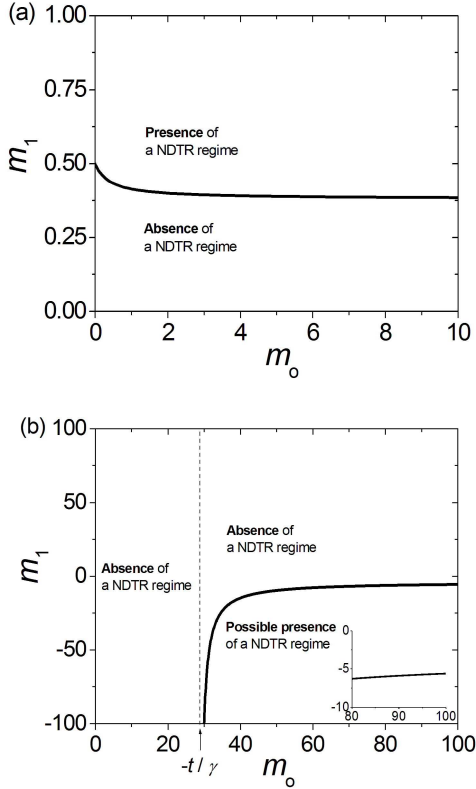 (a)
1.00
0.75
0.50
0.25
0.00
m1
Presence of
a NDTR regime
Absence of
a NDTR regime
0 2 4 6 8 10
mo
(b)
100
50
0
-50
-100
m1
Absence of
a NDTR regime
Absence of
a NDTR regime
Possible presence
of a NDTR regime
0
-5
-10
80 90 100
0 20 40 60 80 100
-t / γ
mo